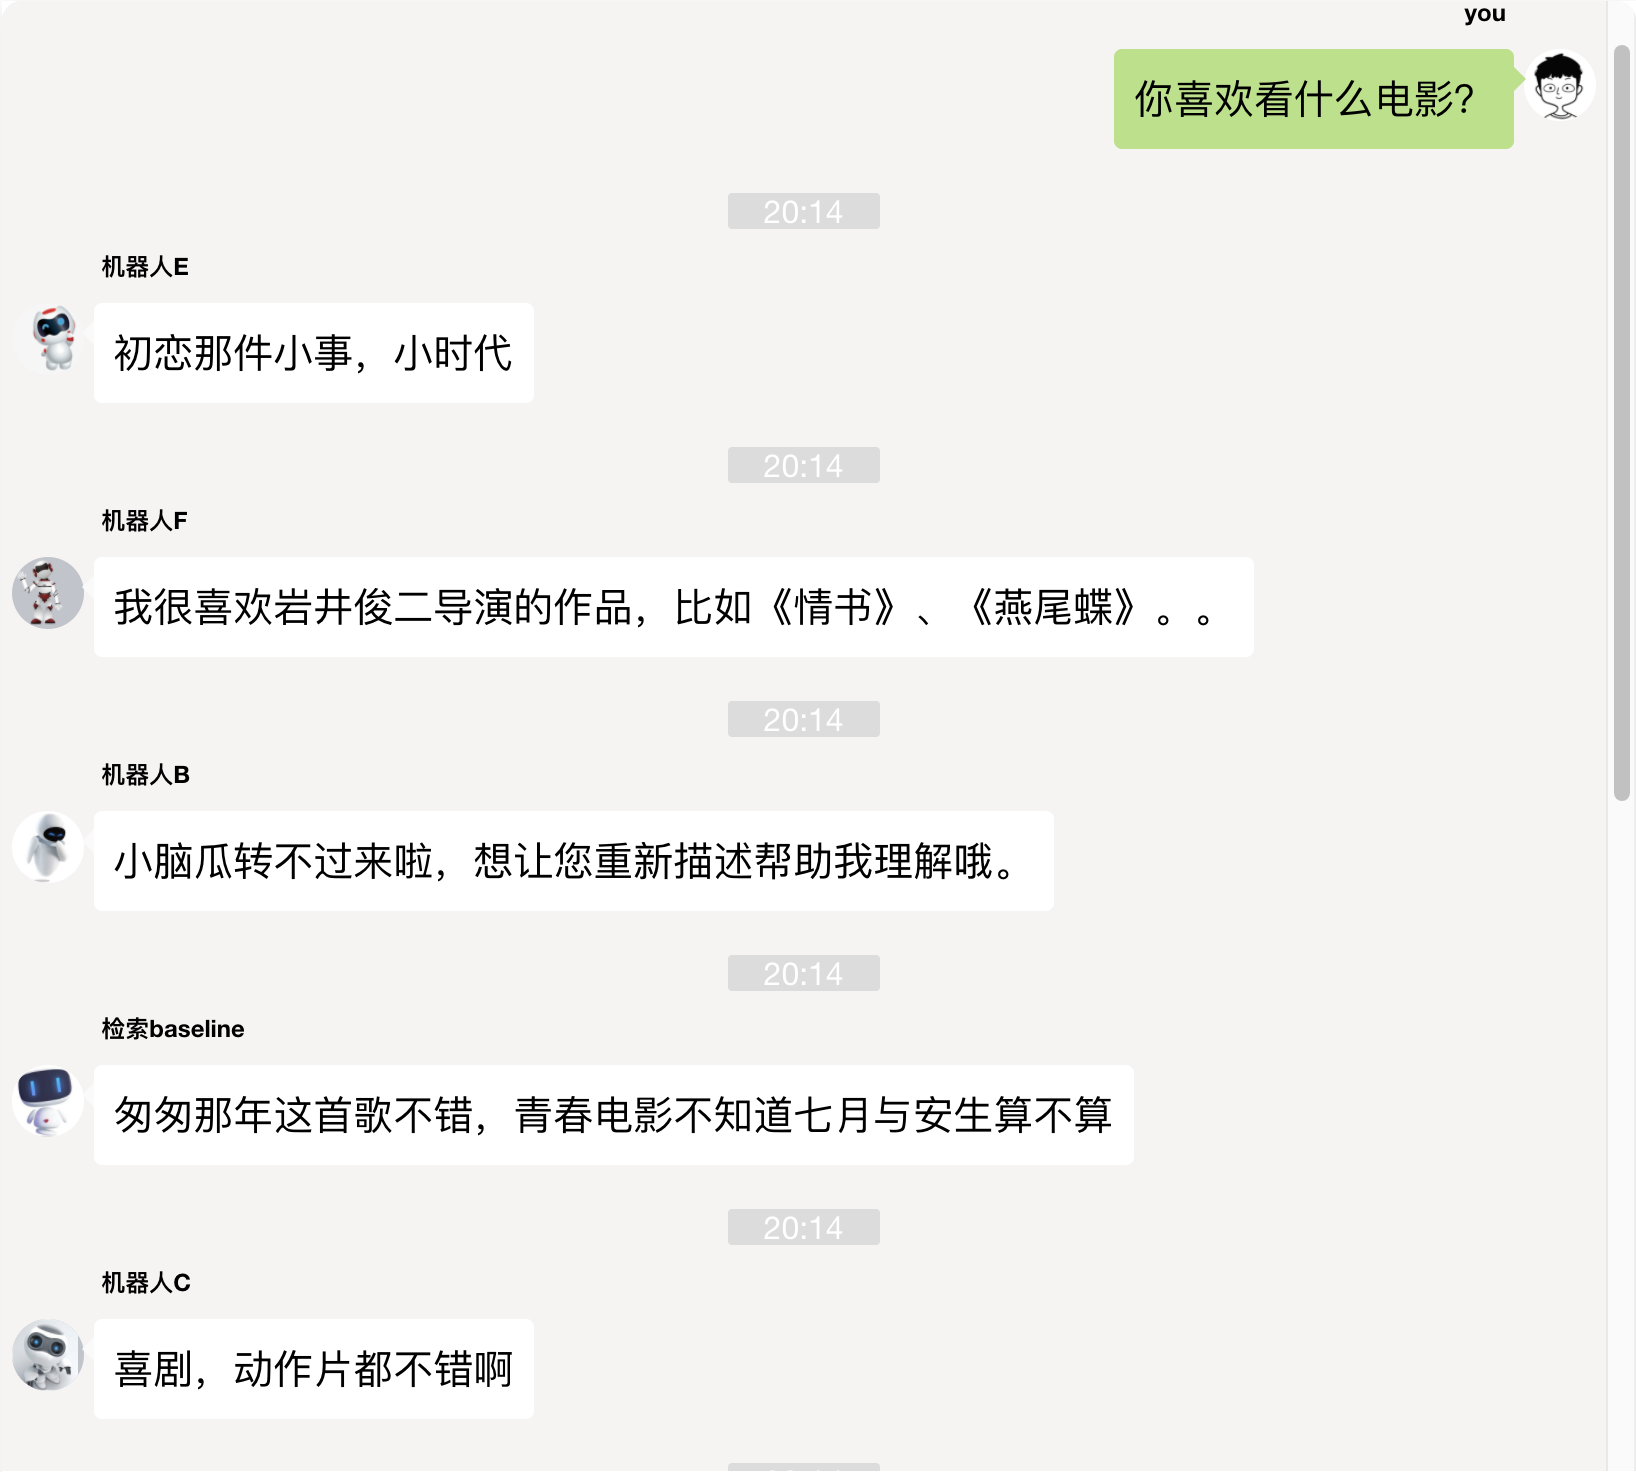 you
你喜欢看什么电影？
20:14
机器人E
初恋那件小事，小时代
20:14
机器人F
我很喜欢岩井俊二导演的作品，比如《情书》、《燕尾蝶》。。
20:14
机器人B
小脑瓜转不过来啦，想让您重新描述帮助我理解哦。
20:14
检索baseline
匆匆那年这首歌不错，青春电影不知道七月与安生算不算
20:14
机器人C
喜剧，动作片都不错啊